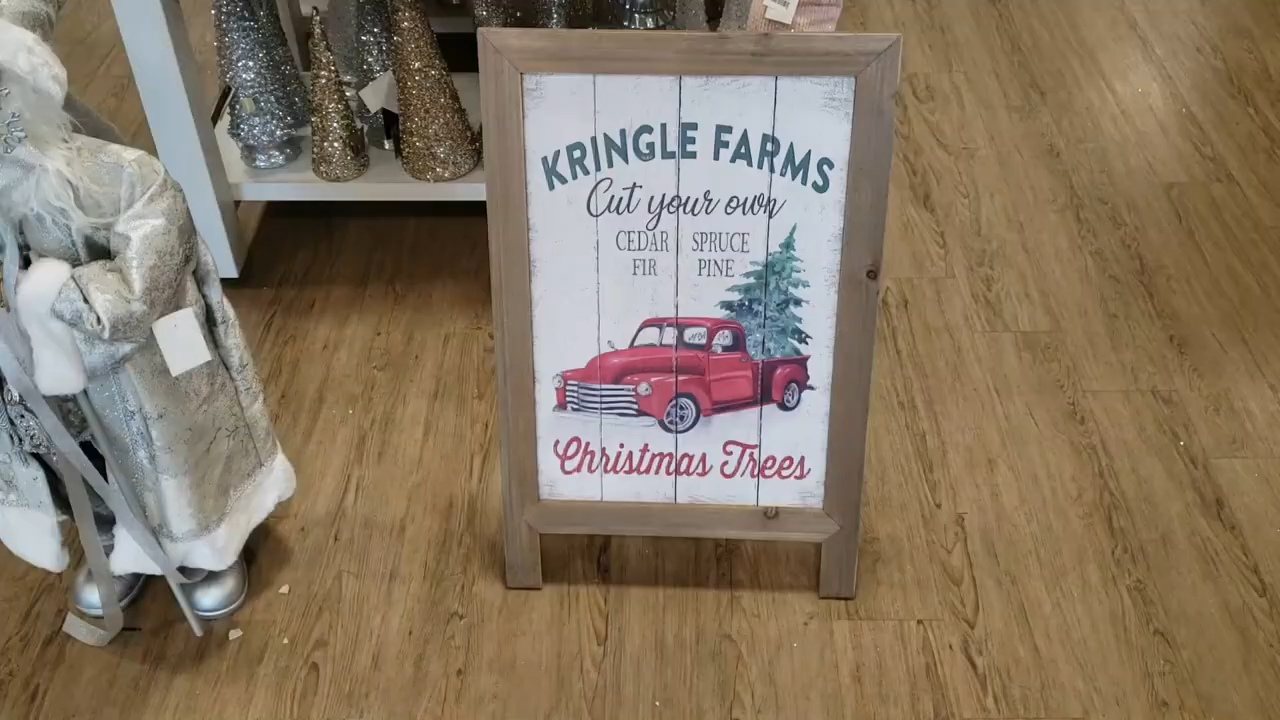 KRINGLE FARMS
Cut your own
CEDAR SPRUCE
FIR PINE
Christmas Trees